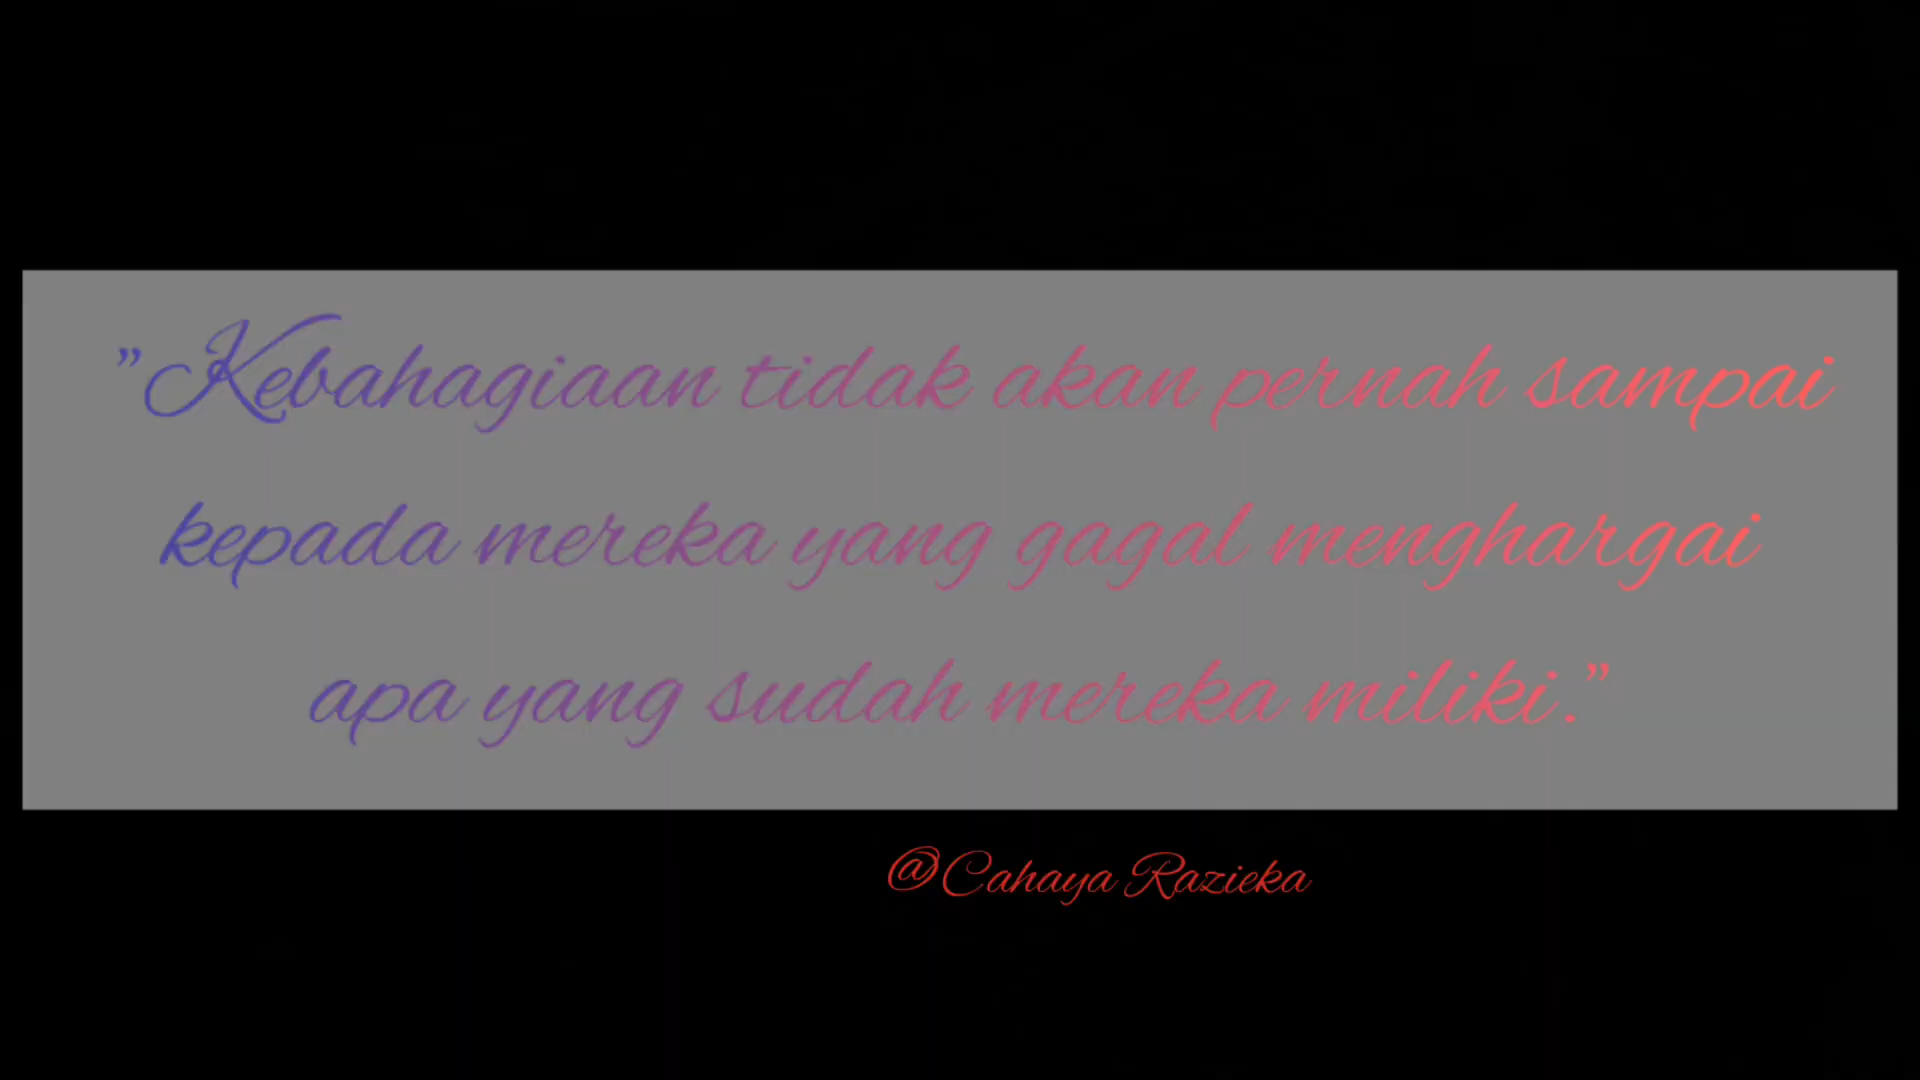 "Kebahagiaan tidak akan pernah sampai
kepada mereka yang gagal menghargai
apa yang sudah mereka miliki."
@Cahaya Razieka